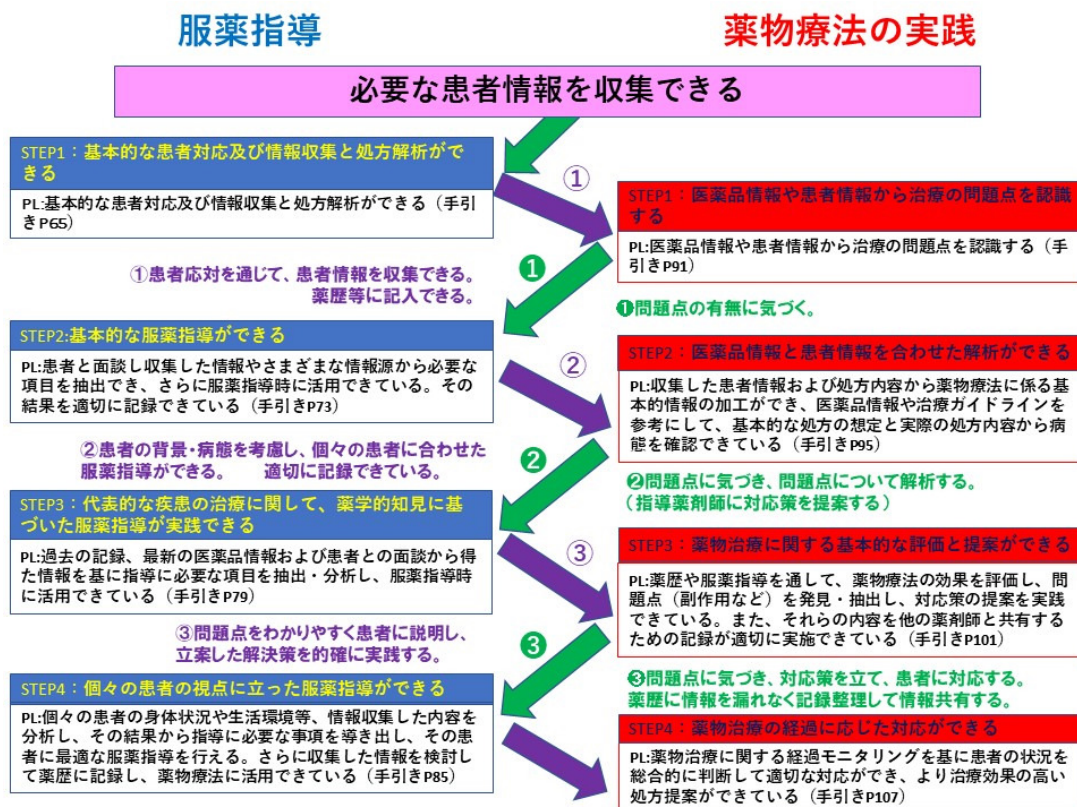 服薬指導
薬物療法の実践
必要な患者情報を収集できる
STEP1：基本的な患者対応及び情報収集と処方解析がで
きる
PL:基本的な患者対応及び情報収集と処方解析ができる（手引
きP65）
①
STEP1：医薬品情報や患者情報から治療の問題点を認識
する
PL:医薬品情報や患者情報から治療の問題点を認識する（手
引きP91）
①患者応対を通じて、患者情報を収集できる。
薬歴等に記入できる。
❶
❶問題点の有無に気づく。
STEP2:基本的な服薬指導ができる
PL:患者と面談し収集した情報やさまざまな情報源から必要な
項目を抽出でき、さらに服薬指導時に活用できている。その
結果を適切に記録できている（手引きP73）
②
STEP2：医薬品情報と患者情報を合わせた解析ができる
PL:収集した患者情報および処方内容から薬物療法に係る基
本的情報の加工ができ、医薬品情報や治療ガイドラインを
参考にして、基本的な処方の想定と実際の処方内容から病
態を確認できている（手引きP95）
②患者の背景・病態を考慮し、個々の患者に合わせた
服薬指導ができる。　適切に記録できている。
❷
❷問題点に気づき、問題点について解析する。
（指導薬剤師に対応策を提案する）
STEP3：代表的な疾患の治療に関して、薬学的知見に基
づいた服薬指導が実践できる
PL:過去の記録、最新の医薬品情報および患者との面談から得
た情報を基に指導に必要な項目を抽出・分析し、服薬指導時
に活用できている（手引きP79）
③
STEP3：薬物治療に関する基本的な評価と提案ができる
PL:薬歴や服薬指導を通して、薬物療法の効果を評価し、問
題点（副作用など）を発見・抽出し、対応策の提案を実践
できている。また、それらの内容を他の薬剤師と共有する
ための記録が適切に実施できている（手引きP101）
③問題点をわかりやすく患者に説明し、
立案した解決策を的確に実践する。
❸
❸問題点に気づき、対応策を立て、患者に対応する。
薬歴に情報を漏れなく記録整理して情報共有する。
STEP4：個々の患者の視点に立った服薬指導ができる
PL:個々の患者の身体状況や生活環境等、情報収集した内容を
分析し、その結果から指導に必要な事項を導き出し、その患
者に最適な服薬指導を行える。さらに収集した情報を検討し
て薬歴に記録し、薬物療法に活用できている（手引きP85）
STEP4：薬物治療の経過に応じた対応ができる
PL:薬物治療に関する経過モニタリングを基に患者の状況を
総合的に判断して適切な対応ができ、より治療効果の高い
処方提案ができている（手引きP107）